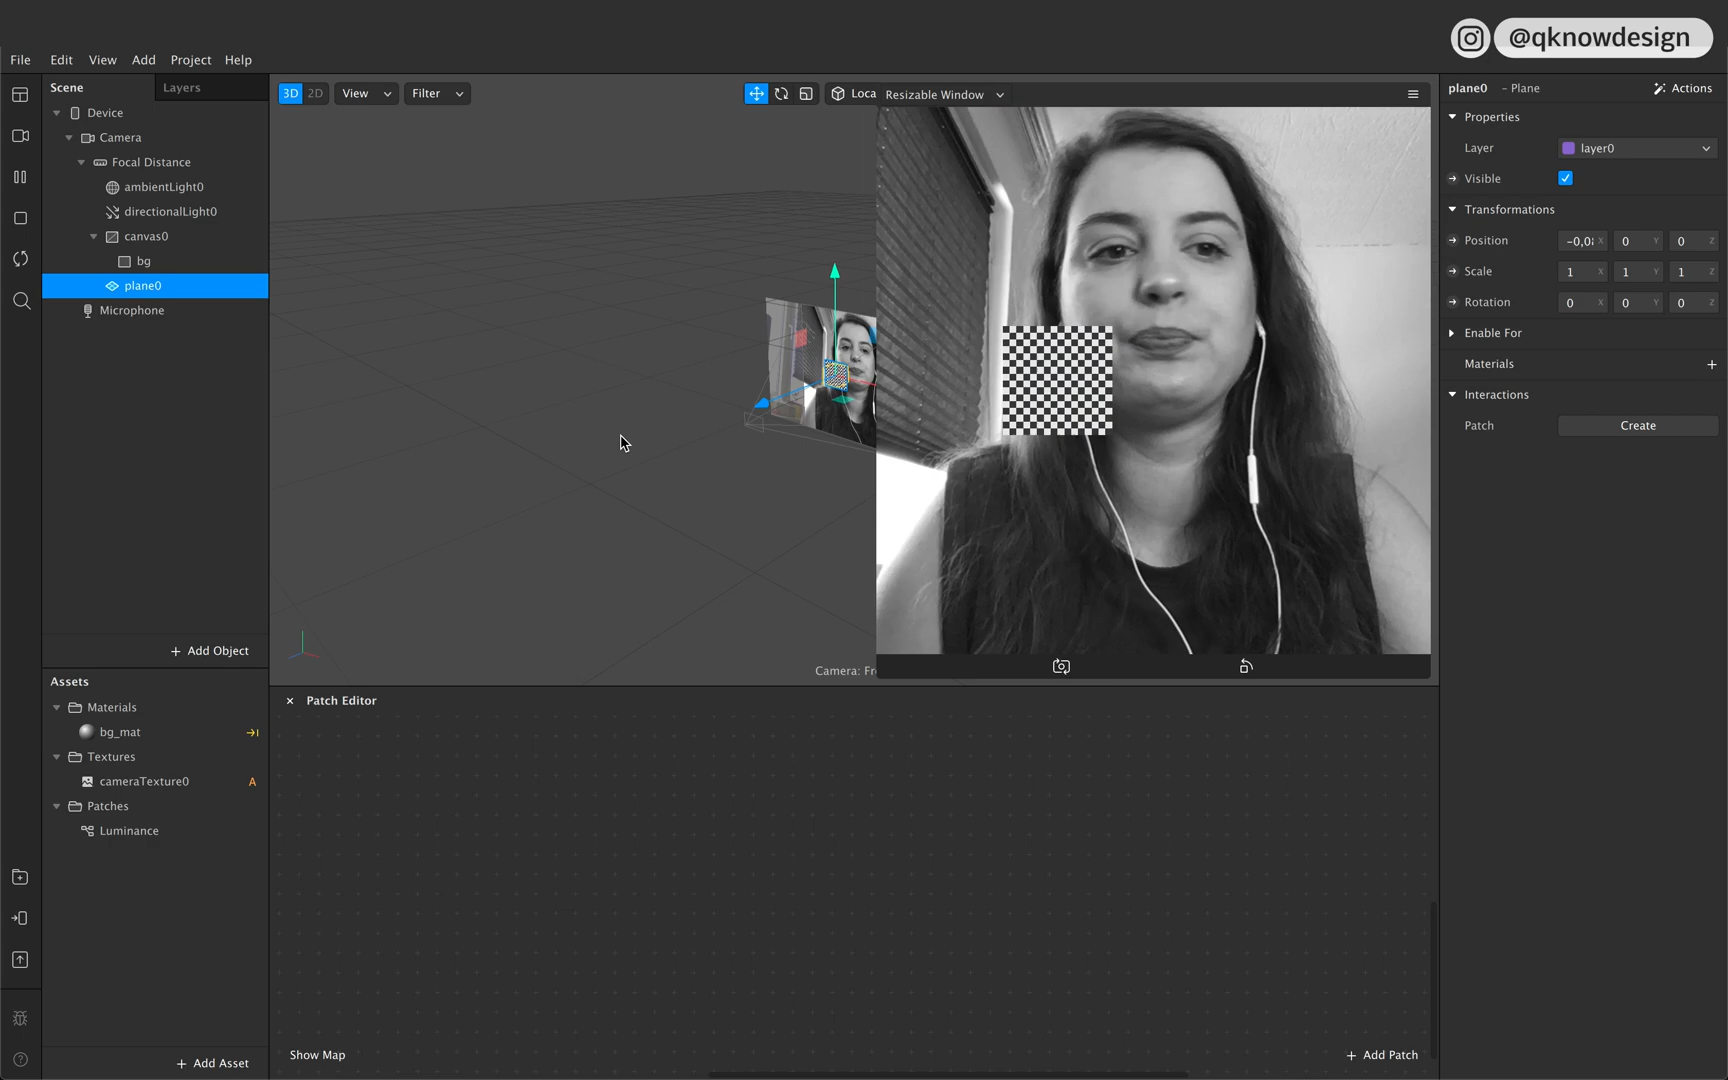 @qknowdesign
File Edit View Add Project Help
Scene Layers
Device
Camera
Focal Distance
ambientLight0
directionalLight0
canvas0
bg
plane0
Microphone
+ Add Object
Assets
Materials
bg_mat
Textures
cameraTexture0 A
Patches
Luminance
+ Add Asset
3D 2D View Filter Loca Resizable Window
Camera: Fr
× Patch Editor
Show Map + Add Patch
plane0 - Plane Actions
Properties
Layer layer0
Visible
Transformations
Position -0,0 X 0 Y 0 Z
Scale 1 X 1 Y 1 Z
Rotation 0 X 0 Y 0 Z
Enable For
Materials +
Interactions
Patch Create